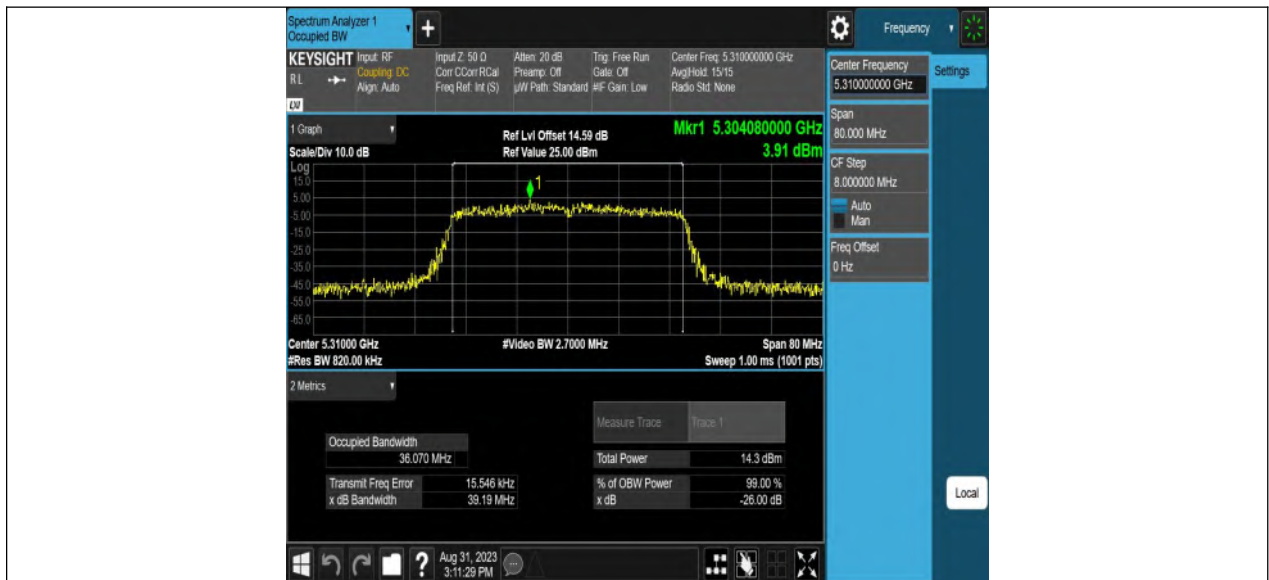 Spectrum Analyzer 1
Occupied BW
+
Frequency
KEYSIGHT
RL
LXI
Input: RF
Coupling: DC
Align: Auto
Input Z: 50 Ω
Corr CCorr RCal
Freq Ref: Int (S)
Atten: 20 dB
Preamp: Off
µW Path: Standard
Trig: Free Run
Gate: Off
#IF Gain: Low
Center Freq: 5.310000000 GHz
Avg|Hold: 15/15
Radio Std: None
Center Frequency
5.310000000 GHz
Settings
Span
80.000 MHz
CF Step
8.000000 MHz
Auto
Man
Freq Offset
0 Hz
Local
1 Graph
Scale/Div 10.0 dB
Ref Lvl Offset 14.59 dB
Ref Value 25.00 dBm
Mkr1 5.304080000 GHz
3.91 dBm
Log
15.0
5.00
-5.00
-15.0
-25.0
-35.0
-45.0
-55.0
-65.0
1
Center 5.31000 GHz
#Res BW 820.00 kHz
#Video BW 2.7000 MHz
Span 80 MHz
Sweep 1.00 ms (1001 pts)
2 Metrics
Measure Trace Trace 1
Occupied Bandwidth
36.070 MHz
Total Power 14.3 dBm
Transmit Freq Error 15.546 kHz
% of OBW Power 99.00 %
x dB Bandwidth 39.19 MHz
x dB -26.00 dB
?
Aug 31, 2023
3:11:29 PM